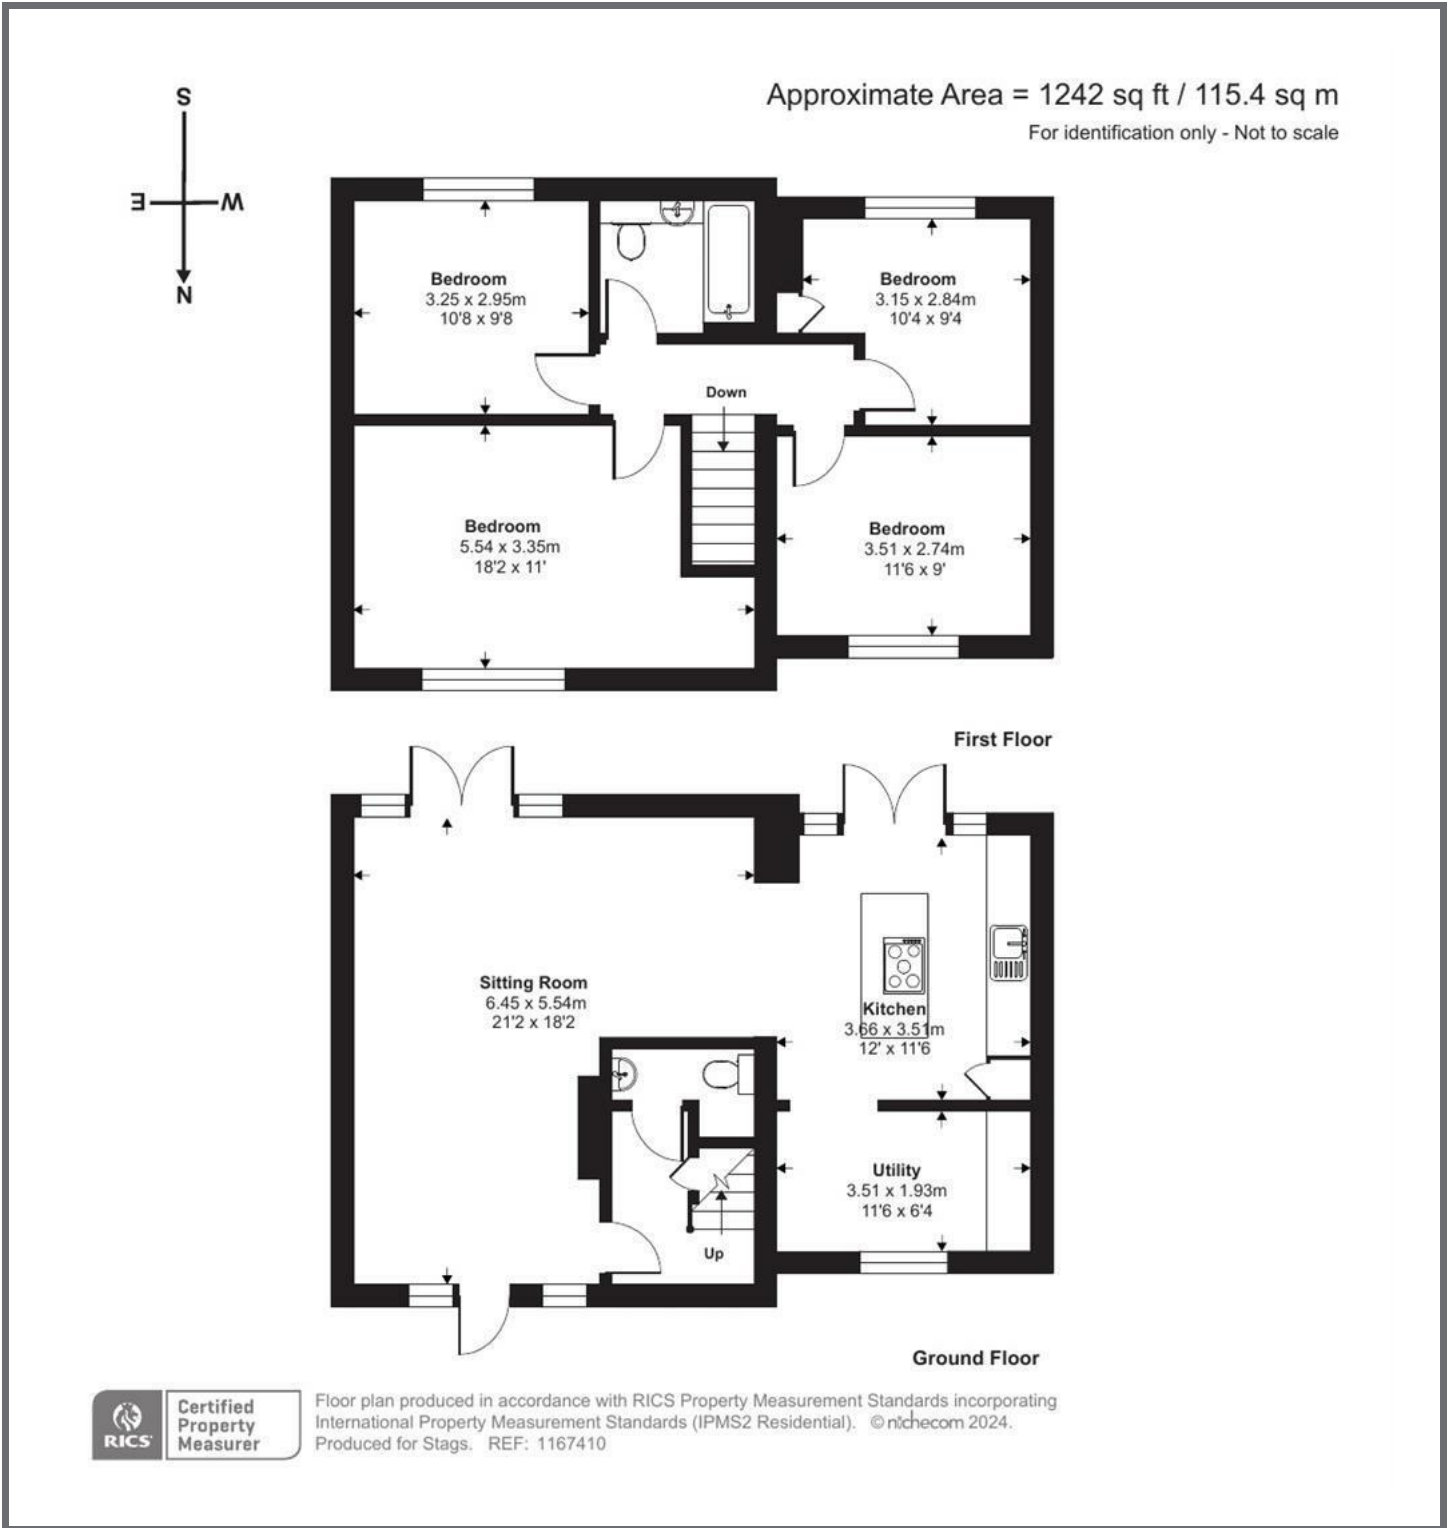 Approximate Area = 1242 sq ft / 115.4 sq m
For identification only - Not to scale
S
E W
N
Bedroom
3.25 x 2.95m
10'8 x 9'8
Bedroom
3.15 x 2.84m
10'4 x 9'4
Down
Bedroom
5.54 x 3.35m
18'2 x 11'
Bedroom
3.51 x 2.74m
11'6 x 9'
First Floor
Sitting Room
6.45 x 5.54m
21'2 x 18'2
Kitchen
3.66 x 3.51m
12' x 11'6
Utility
3.51 x 1.93m
11'6 x 6'4
Up
Ground Floor
RICS
Certified
Property
Measurer
Floor plan produced in accordance with RICS Property Measurement Standards incorporating
International Property Measurement Standards (IPMS2 Residential). © nıchecom 2024.
Produced for Stags. REF: 1167410